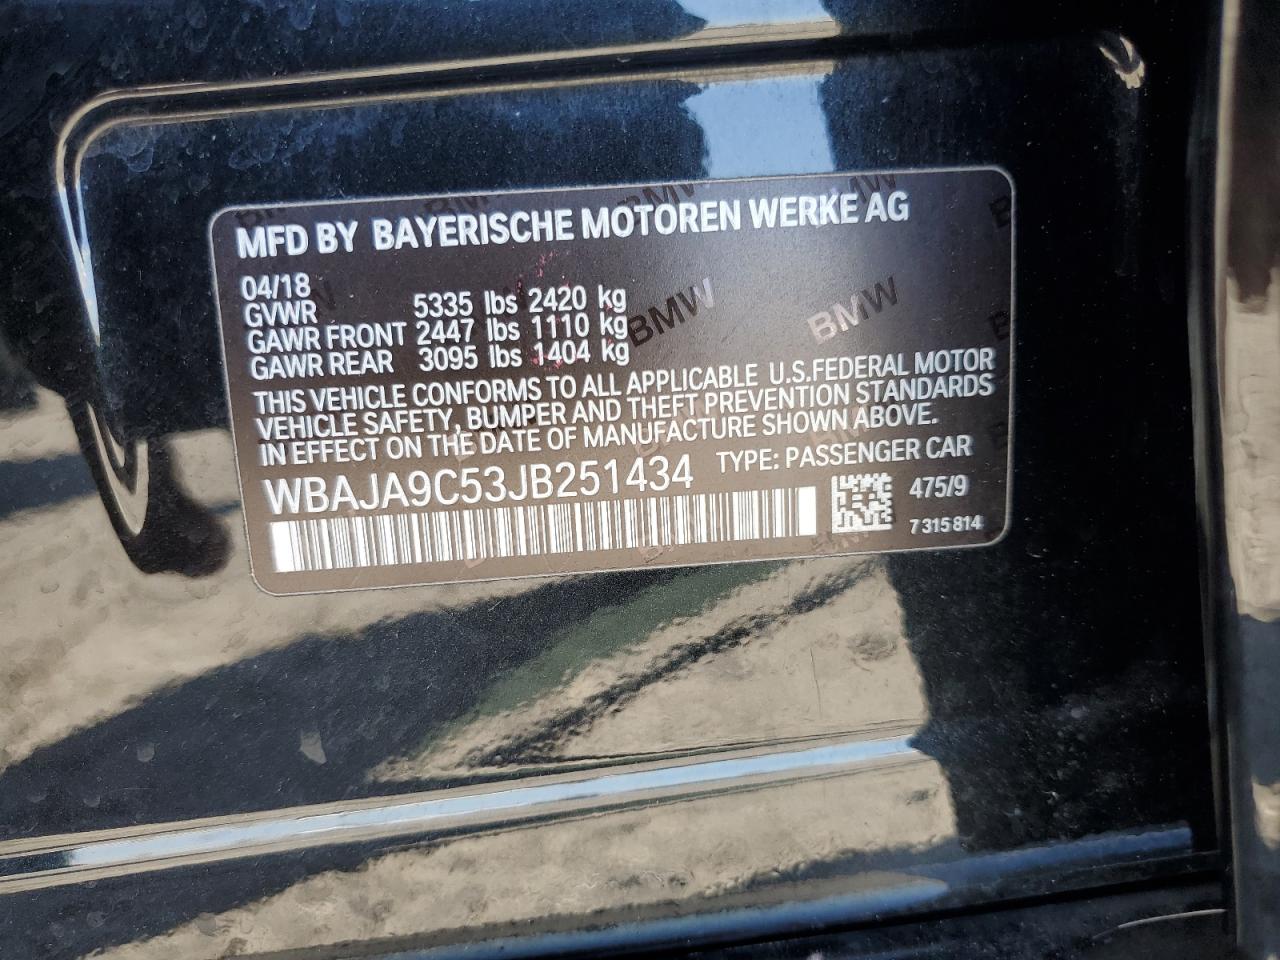 MFD BY BAYERISCHE MOTOREN WERKE AG
04/18
GVWR 5335 lbs 2420 kg
GAWR FRONT 2447 lbs 1110 kg
GAWR REAR 3095 lbs 1404 kg
THIS VEHICLE CONFORMS TO ALL APPLICABLE U.S.FEDERAL MOTOR
VEHICLE SAFETY, BUMPER AND THEFT PREVENTION STANDARDS
IN EFFECT ON THE DATE OF MANUFACTURE SHOWN ABOVE.
WBAJA9C53JB251434 TYPE: PASSENGER CAR
475/9
7 315 814
BMW
BMW